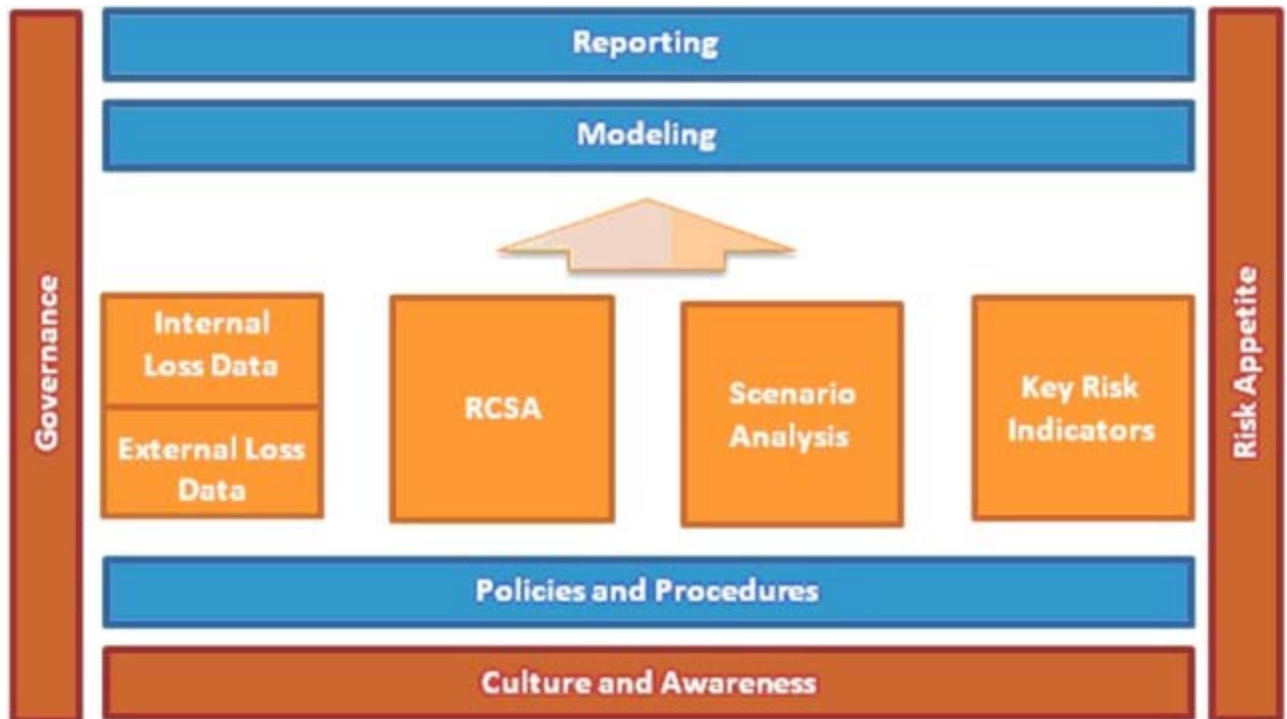 Reporting
Modeling
Governance
Internal
Loss Data
External Loss
Data
RCSA
Scenario
Analysis
Key Risk
Indicators
Risk Appetite
Policies and Procedures
Culture and Awareness